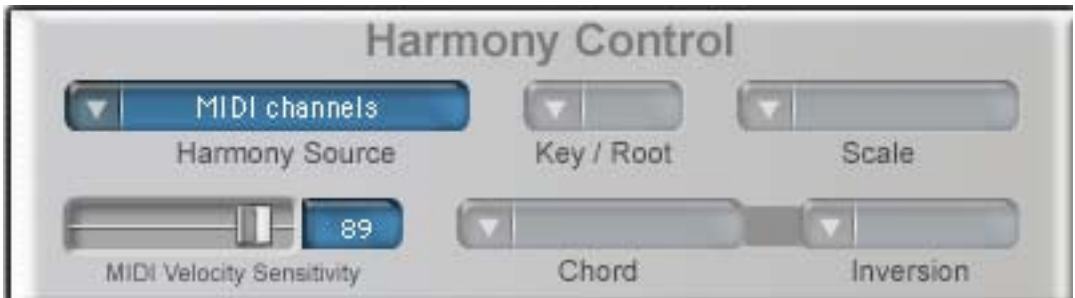 Harmony Control
MIDI channels
Harmony Source
Key / Root
Scale
89
MIDI Velocity Sensitivity
Chord
Inversion